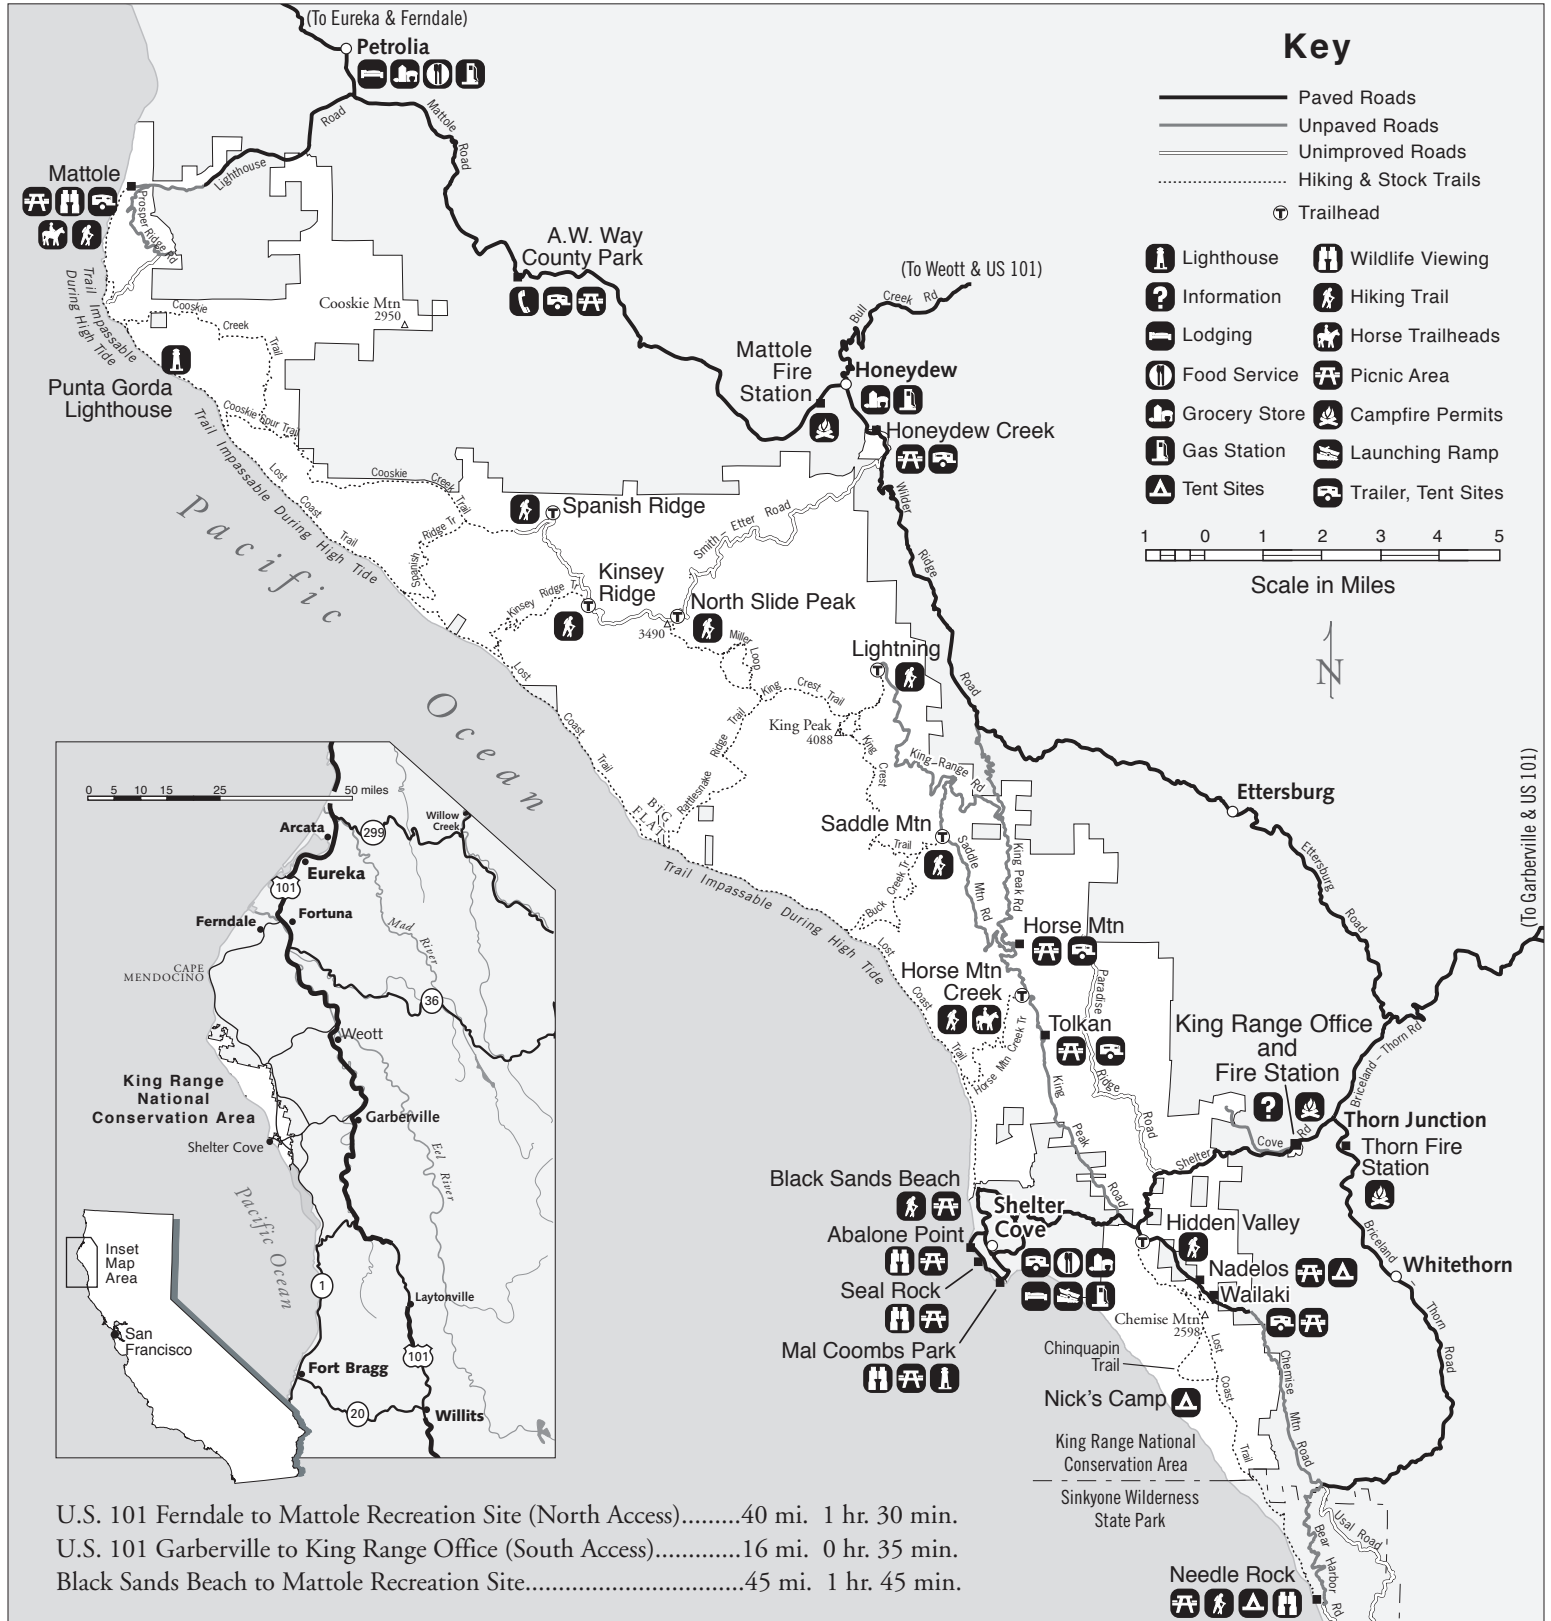 (To Eureka & Ferndale)
Petrolia
Key
Paved Roads
Unpaved Roads
Unimproved Roads
Hiking & Stock Trails
T Trailhead
Lighthouse
Wildlife Viewing
? Information
Hiking Trail
Lodging
Horse Trailheads
Food Service
Picnic Area
Grocery Store
Campfire Permits
Gas Station
Launching Ramp
Tent Sites
Trailer, Tent Sites
1 0 1 2 3 4 5
Scale in Miles
N
Mattole
Road
Lighthouse
Road
Mattole
Prosper Ridge Rd
Trail Impassable
During High Tide
A.W. Way
County Park
Cooskie Mtn
2950
Cooskie
Creek
Trail
Punta Gorda
Lighthouse
Cooskie Spur Trail
Trail Impassable During High Tide
Lost
Coast
Trail
(To Weott & US 101)
Bull
Creek Rd
Mattole
Fire
Station
Honeydew
Honeydew Creek
Cooskie
Creek
Trail
Spanish
Ridge Tr
T Spanish Ridge
Smith - Etter Road
Wilder
Ridge
Road
Kinsey
Ridge
T
Kinsey Ridge Tr
T
North Slide Peak
3490
Miller
Loop
Lightning
T
King
Crest Trail
King Peak
4088
King
Crest
Trail
Rattlesnake
Ridge
Trail
Lost
Coast
Trail
BIG
FLAT
Pacific
Ocean
King Range
Rd
Saddle Mtn
T
Saddle
Mtn Rd
King Peak Rd
Buck
Creek Tr
Trail Impassable During High Tide
Ettersburg
Ettersburg
Road
(To Garberville & US 101)
Horse Mtn
Horse Mtn
Creek
T
Lost
Coast
Trail
Horse Mtn Creek Tr
Tolkan
Paradise
Ridge
Road
King
Peak
Road
King Range Office
and
Fire Station
?
Briceland - Thorn Rd
Thorn Junction
Thorn Fire
Station
Shelter
Cove
Rd
Black Sands Beach
Abalone Point
Seal Rock
Mal Coombs Park
Shelter
Cove
Hidden Valley
T
Nadelos
Wailaki
Whitethorn
Briceland
Thorn
Road
Chemise Mtn
2598
Chinquapin
Trail
Lost
Coast
Trail
Nick's Camp
Chemise
Mtn
Road
King Range National
Conservation Area
Sinkyone Wilderness
State Park
Usal Road
Bear
Harbor
Rd
Needle Rock
0 5 10 15 25 50 miles
Arcata
299
Willow
Creek
Eureka
101
Ferndale
Fortuna
Mad
River
CAPE
MENDOCINO
36
Weott
King Range
National
Conservation Area
Garberville
Shelter Cove
Eel
River
Pacific Ocean
Inset
Map
Area
1
Laytonville
San
Francisco
101
Fort Bragg
20
Willits
U.S. 101 Ferndale to Mattole Recreation Site (North Access).........40 mi. 1 hr. 30 min.
U.S. 101 Garberville to King Range Office (South Access).............16 mi. 0 hr. 35 min.
Black Sands Beach to Mattole Recreation Site.................................45 mi. 1 hr. 45 min.